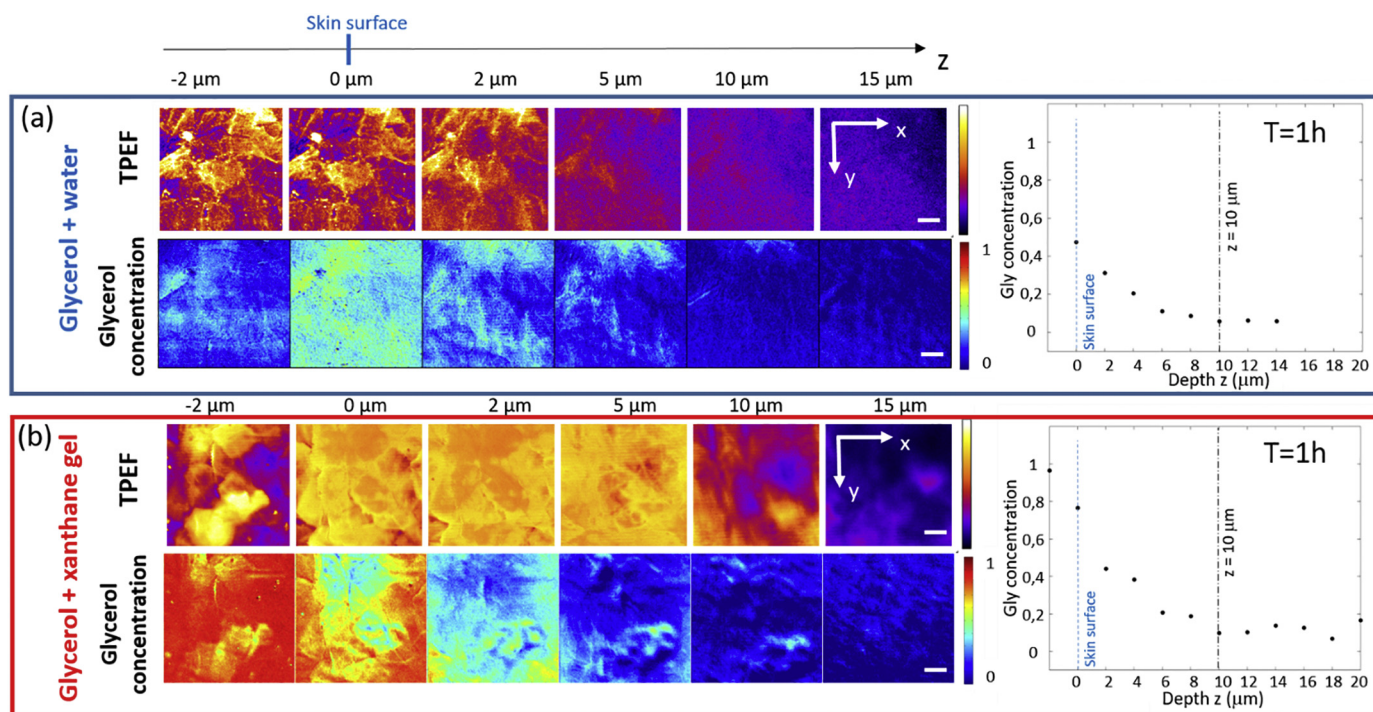 Skin surface
z
-2 µm 0 µm 2 µm 5 µm 10 µm 15 µm
(a)
Glycerol + water
TPEF
x
y
Glycerol
concentration
1
0
T=1h
Gly concentration
1
0,8
0,6
0,4
0,2
0
Skin surface
z = 10 µm
0 2 4 6 8 10 12 14 16 18 20
Depth z (µm)
-2 µm 0 µm 2 µm 5 µm 10 µm 15 µm
(b)
Glycerol + xanthane gel
TPEF
x
y
Glycerol
concentration
1
0
T=1h
Gly concentration
1
0,8
0,6
0,4
0,2
0
Skin surface
z = 10 µm
0 2 4 6 8 10 12 14 16 18 20
Depth z (µm)